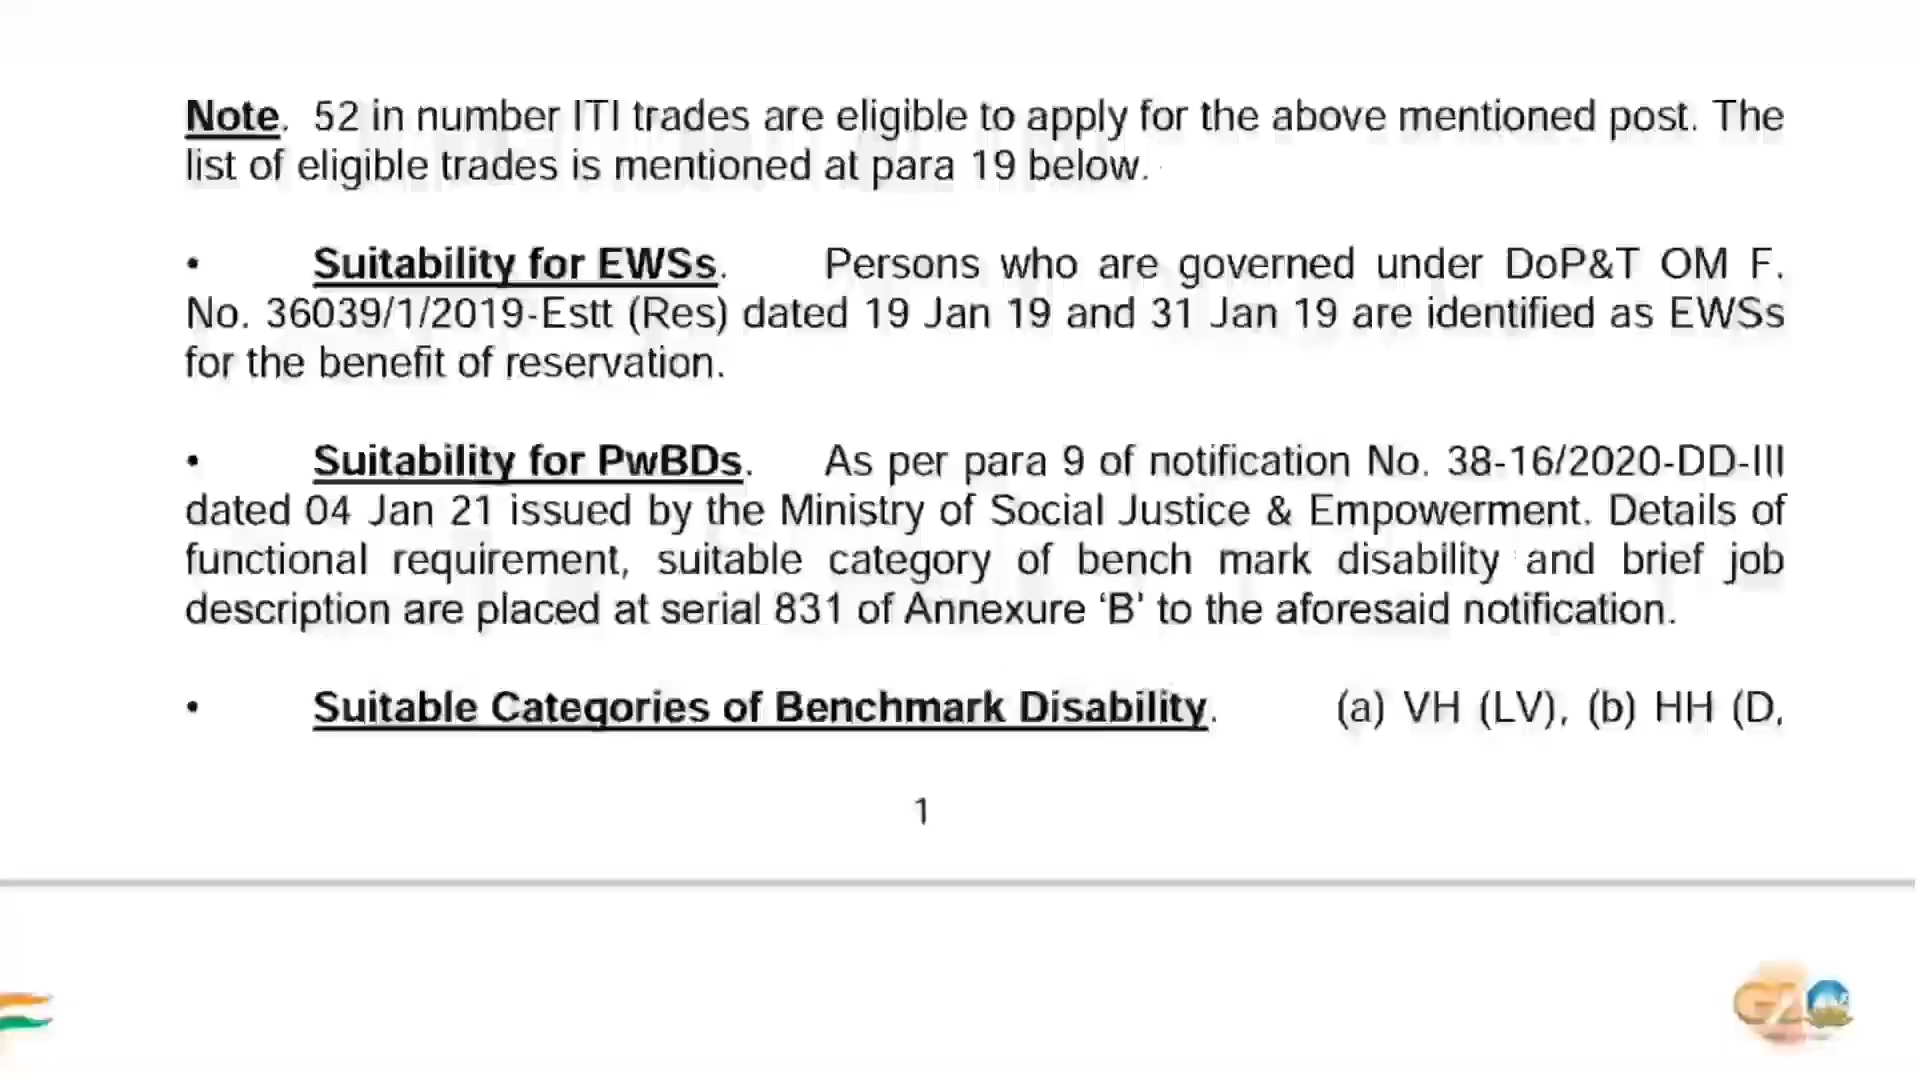 Note. 52 in number ITI trades are eligible to apply for the above mentioned post. The
list of eligible trades is mentioned at para 19 below.
• Suitability for EWSs. Persons who are governed under DoP&T OM F.
No. 36039/1/2019-Estt (Res) dated 19 Jan 19 and 31 Jan 19 are identified as EWSs
for the benefit of reservation.
• Suitability for PwBDs. As per para 9 of notification No. 38-16/2020-DD-III
dated 04 Jan 21 issued by the Ministry of Social Justice & Empowerment. Details of
functional requirement, suitable category of bench mark disability and brief job
description are placed at serial 831 of Annexure ‘B’ to the aforesaid notification.
• Suitable Categories of Benchmark Disability. (a) VH (LV), (b) HH (D,
1